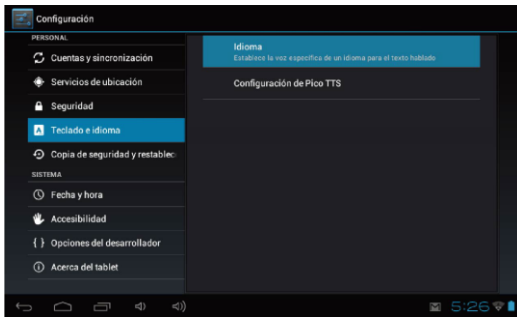 Configuración
PERSONAL
Cuentas y sincronización
Servicios de ubicación
Seguridad
Teclado e idioma
Copia de seguridad y restablec
SISTEMA
Fecha y hora
Accesibilidad
Opciones del desarrollador
Acerca del tablet
Idioma
Establece la voz específica de un idioma para el texto hablado
Configuración de Pico TTS
5:26